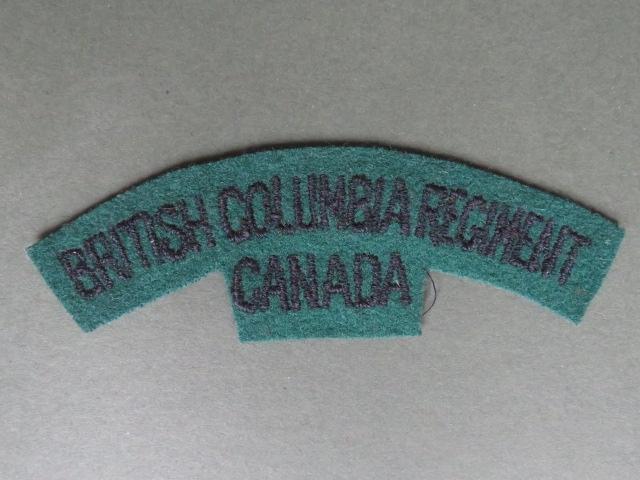 BRITISH COLUMBIA REGIMENT
CANADA